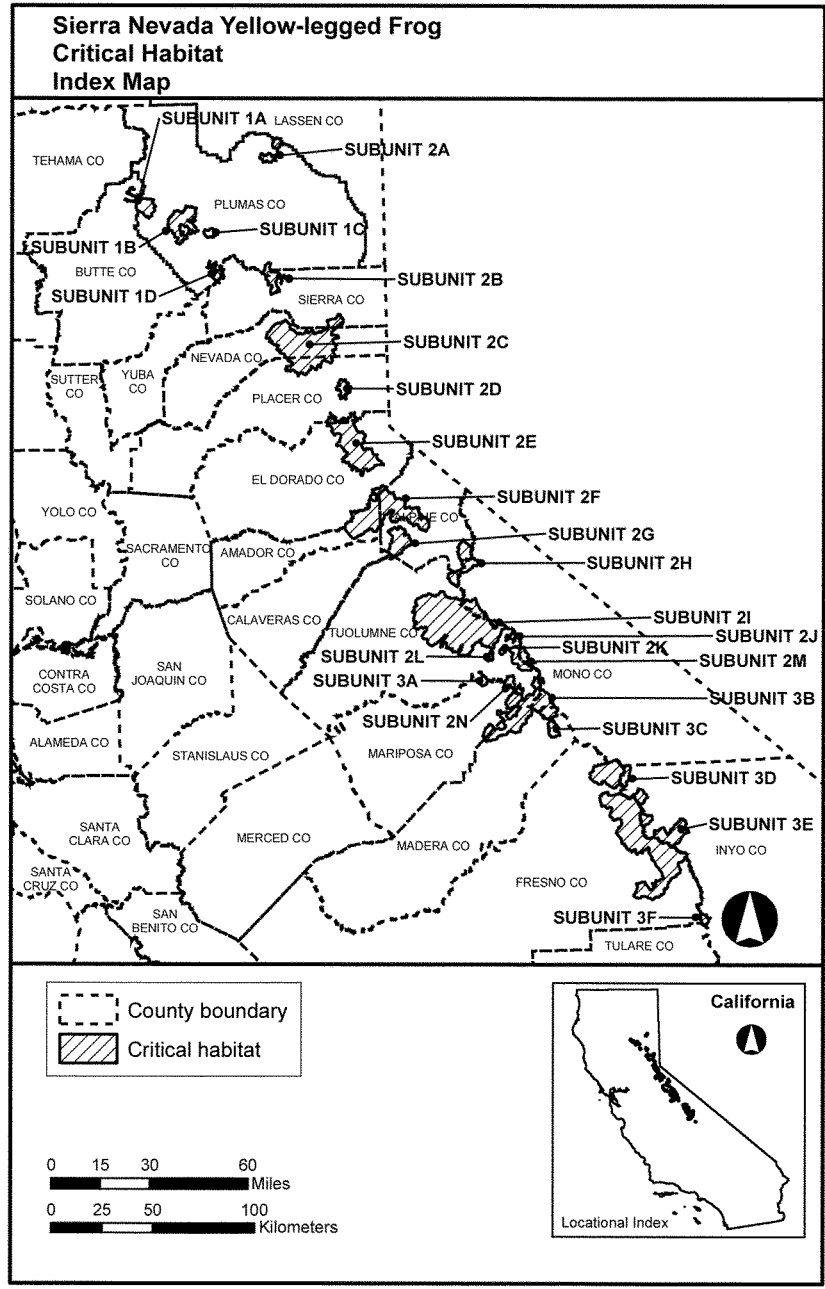 Sierra Nevada Yellow-legged Frog
Critical Habitat
Index Map
SUBUNIT 1A
LASSEN CO
SUBUNIT 2A
TEHAMA CO
PLUMAS CO
SUBUNIT 1C
SUBUNIT 1B
BUTTE CO
SUBUNIT 2B
SUBUNIT 1D
SIERRA CO
SUBUNIT 2C
NEVADA CO
YUBA
CO
SUTTER
CO
SUBUNIT 2D
PLACER CO
SUBUNIT 2E
EL DORADO CO
SUBUNIT 2F
YOLO CO
ALPINE CO
SUBUNIT 2G
SACRAMENTO
CO
AMADOR CO
SUBUNIT 2H
SOLANO CO
CALAVERAS CO
SUBUNIT 2I
TUOLUMNE CO
SUBUNIT 2J
SUBUNIT 2K
SUBUNIT 2L
SUBUNIT 2M
CONTRA
COSTA CO
SAN
JOAQUIN CO
MONO CO
SUBUNIT 3A
SUBUNIT 3B
SUBUNIT 2N
SUBUNIT 3C
ALAMEDA CO
STANISLAUS CO
MARIPOSA CO
SUBUNIT 3D
SANTA
CLARA CO
MERCED CO
MADERA CO
SUBUNIT 3E
INYO CO
SANTA
CRUZ CO
FRESNO CO
SAN
BENITO CO
SUBUNIT 3F
TULARE CO
County boundary
Critical habitat
California
0 15 30 60
Miles
0 25 50 100
Kilometers
Locational Index